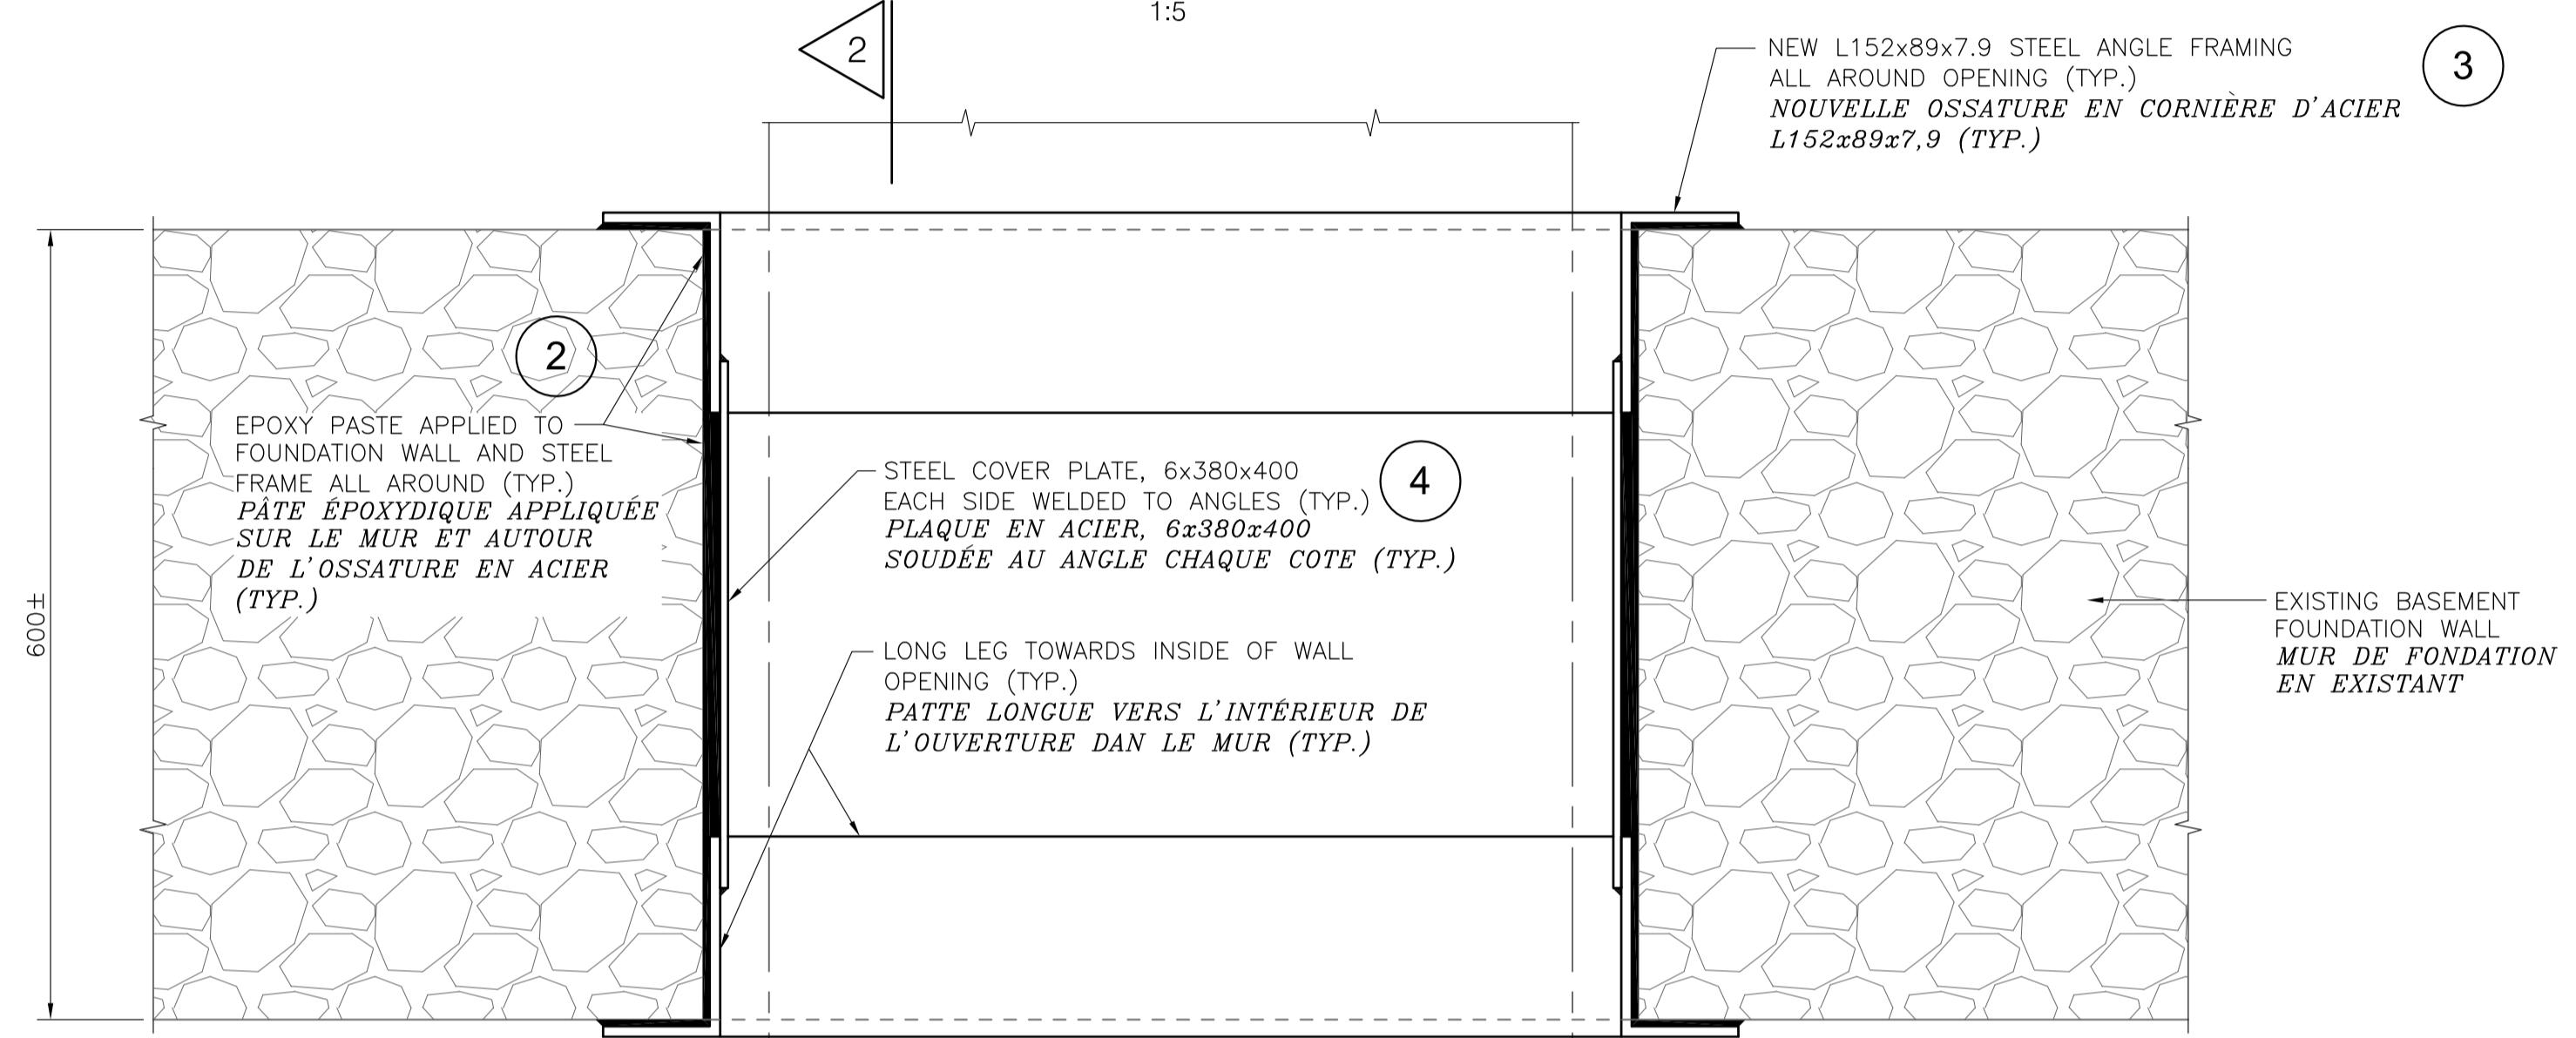 1:5
2
NEW L152x89x7.9 STEEL ANGLE FRAMING
ALL AROUND OPENING (TYP.)
NOUVELLE OSSATURE EN CORNIÈRE D'ACIER
L152x89x7,9 (TYP.)
3
2
EPOXY PASTE APPLIED TO
FOUNDATION WALL AND STEEL
FRAME ALL AROUND (TYP.)
PÂTE ÉPOXYDIQUE APPLIQUÉE
SUR LE MUR ET AUTOUR
DE L'OSSATURE EN ACIER
(TYP.)
STEEL COVER PLATE, 6x380x400
EACH SIDE WELDED TO ANGLES (TYP.)
PLAQUE EN ACIER, 6x380x400
SOUDÉE AU ANGLE CHAQUE COTE (TYP.)
4
LONG LEG TOWARDS INSIDE OF WALL
OPENING (TYP.)
PATTE LONGUE VERS L'INTÉRIEUR DE
L'OUVERTURE DAN LE MUR (TYP.)
600±
EXISTING BASEMENT
FOUNDATION WALL
MUR DE FONDATION
EN EXISTANT